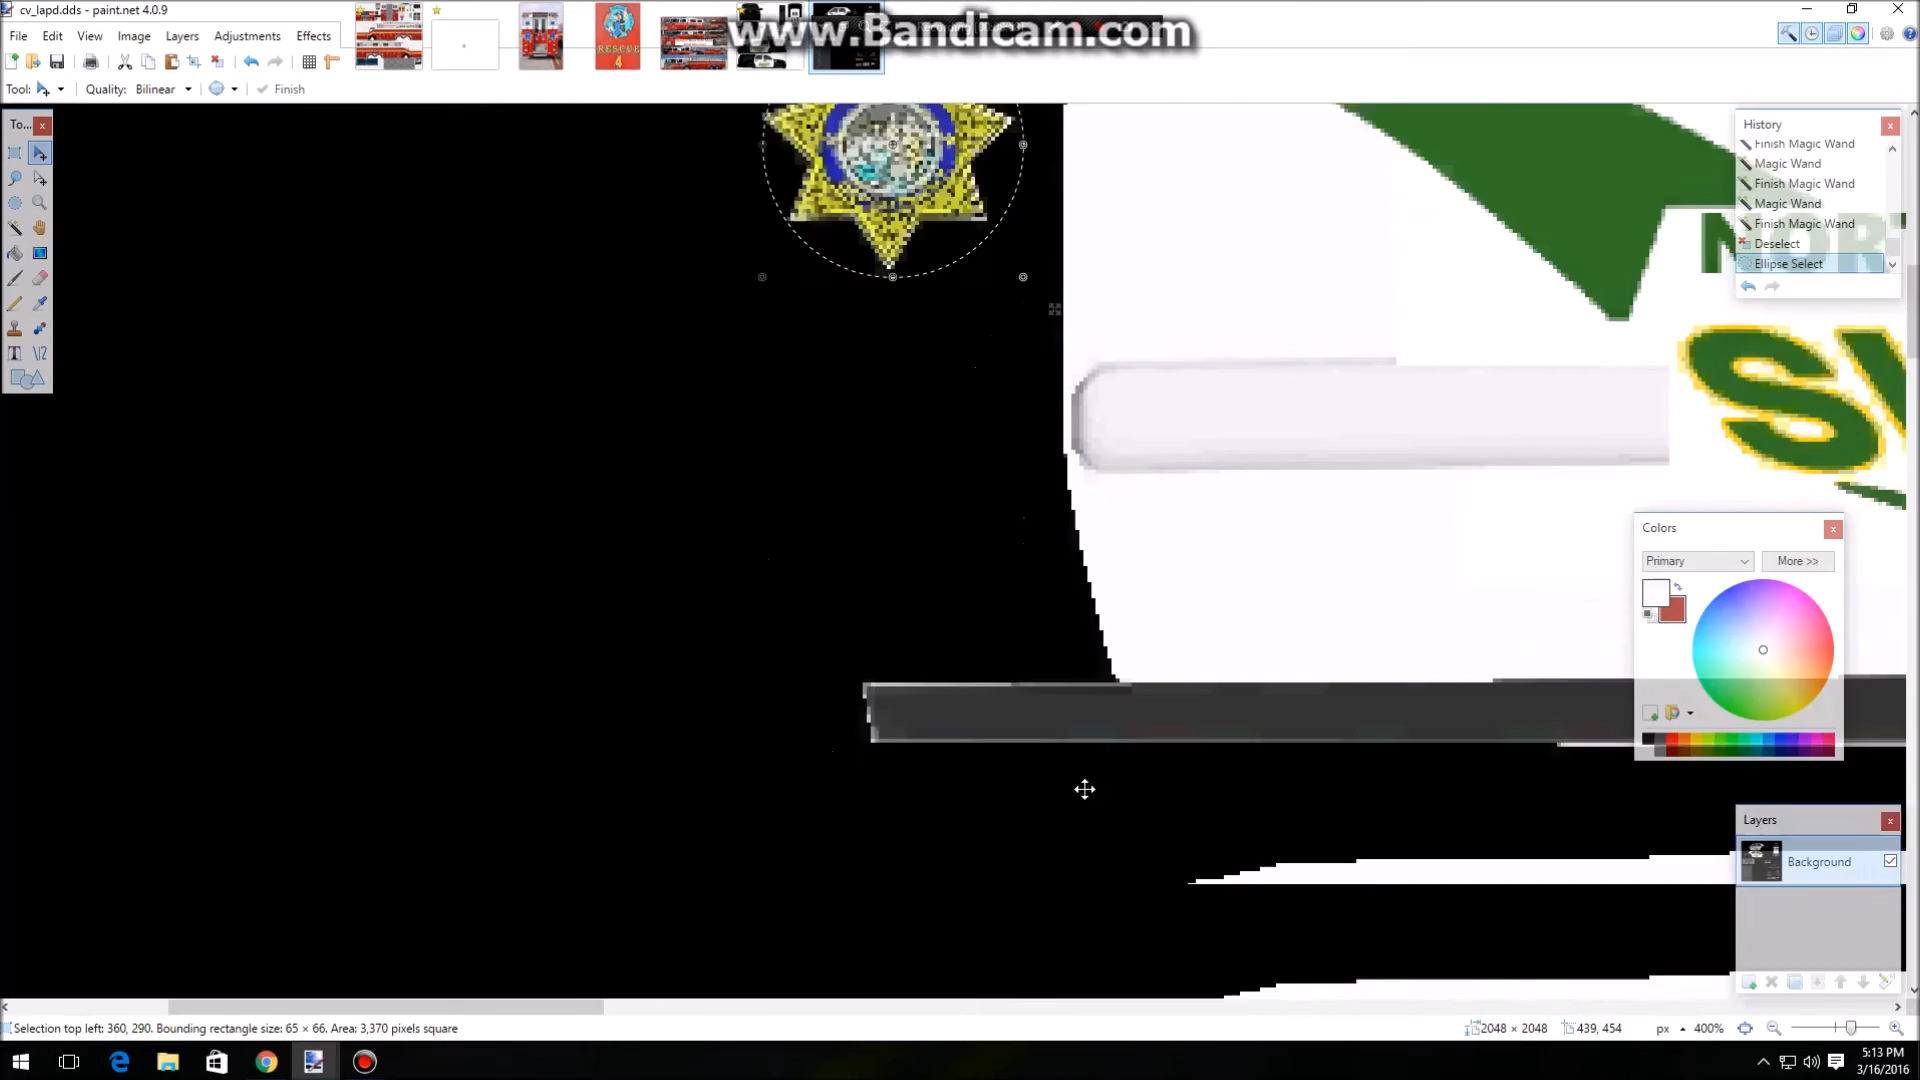 cv_lapd.dds - paint.net 4.0.9
www.Bandicam.com
File Edit View Image Layers Adjustments Effects
RESCUE
4
Tool: Quality: Bilinear Finish
To...
History
Finish Magic Wand
Magic Wand
Finish Magic Wand
Magic Wand
Finish Magic Wand
Deselect
Ellipse Select
Colors
Primary More >>
Layers
Background
Selection top left: 360, 290. Bounding rectangle size: 65 × 66. Area: 3,370 pixels square
2048 × 2048 439, 454 px 400%
5:13 PM
3/16/2016